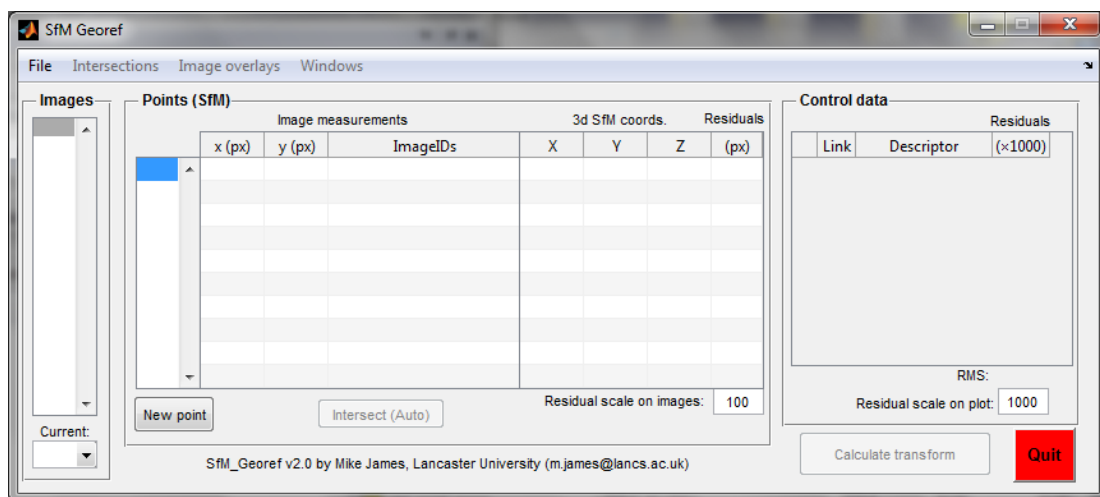 SfM Georef
File Intersections Image overlays Windows
Images
Points (SfM)
Control data
Image measurements 3d SfM coords. Residuals
x (px) y (px) ImageIDs X Y Z (px)
Residuals
Link Descriptor (×1000)
RMS:
New point
Intersect (Auto)
Residual scale on images: 100
Residual scale on plot: 1000
Current:
SfM_Georef v2.0 by Mike James, Lancaster University (m.james@lancs.ac.uk)
Calculate transform
Quit